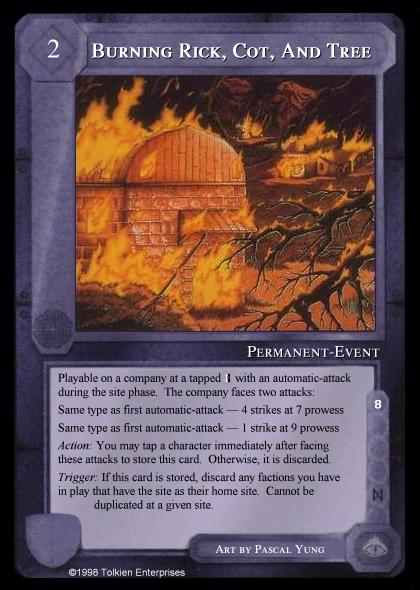 2
Burning Rick, Cot, And Tree
Permanent-Event
Playable on a company at a tapped with an automatic-attack
during the site phase. The company faces two attacks:
Same type as first automatic-attack — 4 strikes at 7 prowess
Same type as first automatic-attack — 1 strike at 9 prowess
Action: You may tap a character immediately after facing
these attacks to store this card. Otherwise, it is discarded.
Trigger: If this card is stored, discard any factions you have
in play that have the site as their home site. Cannot be
duplicated at a given site.
8
Art by Pascal Yung
©1998 Tolkien Enterprises